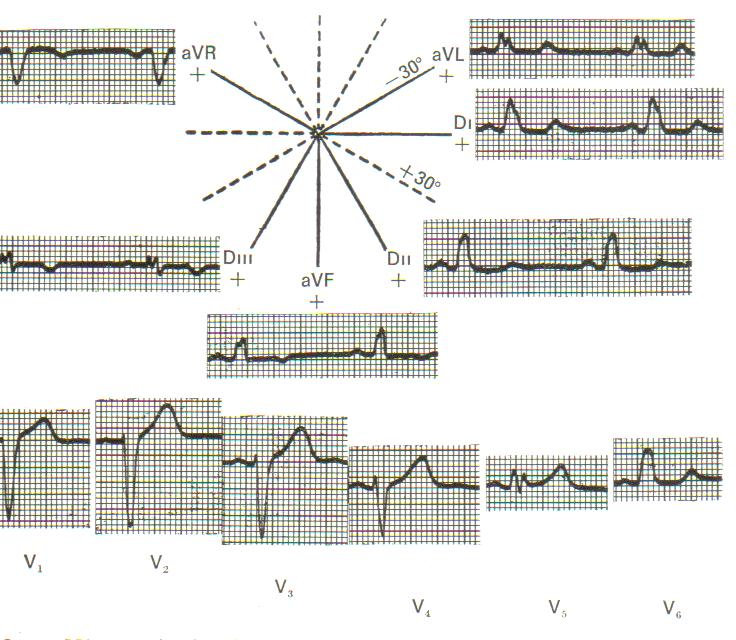 aVR
+
−30°
aVL
+
DI
+
+30°
DIII
+
aVF
+
DII
+
V1
V2
V3
V4
V5
V6